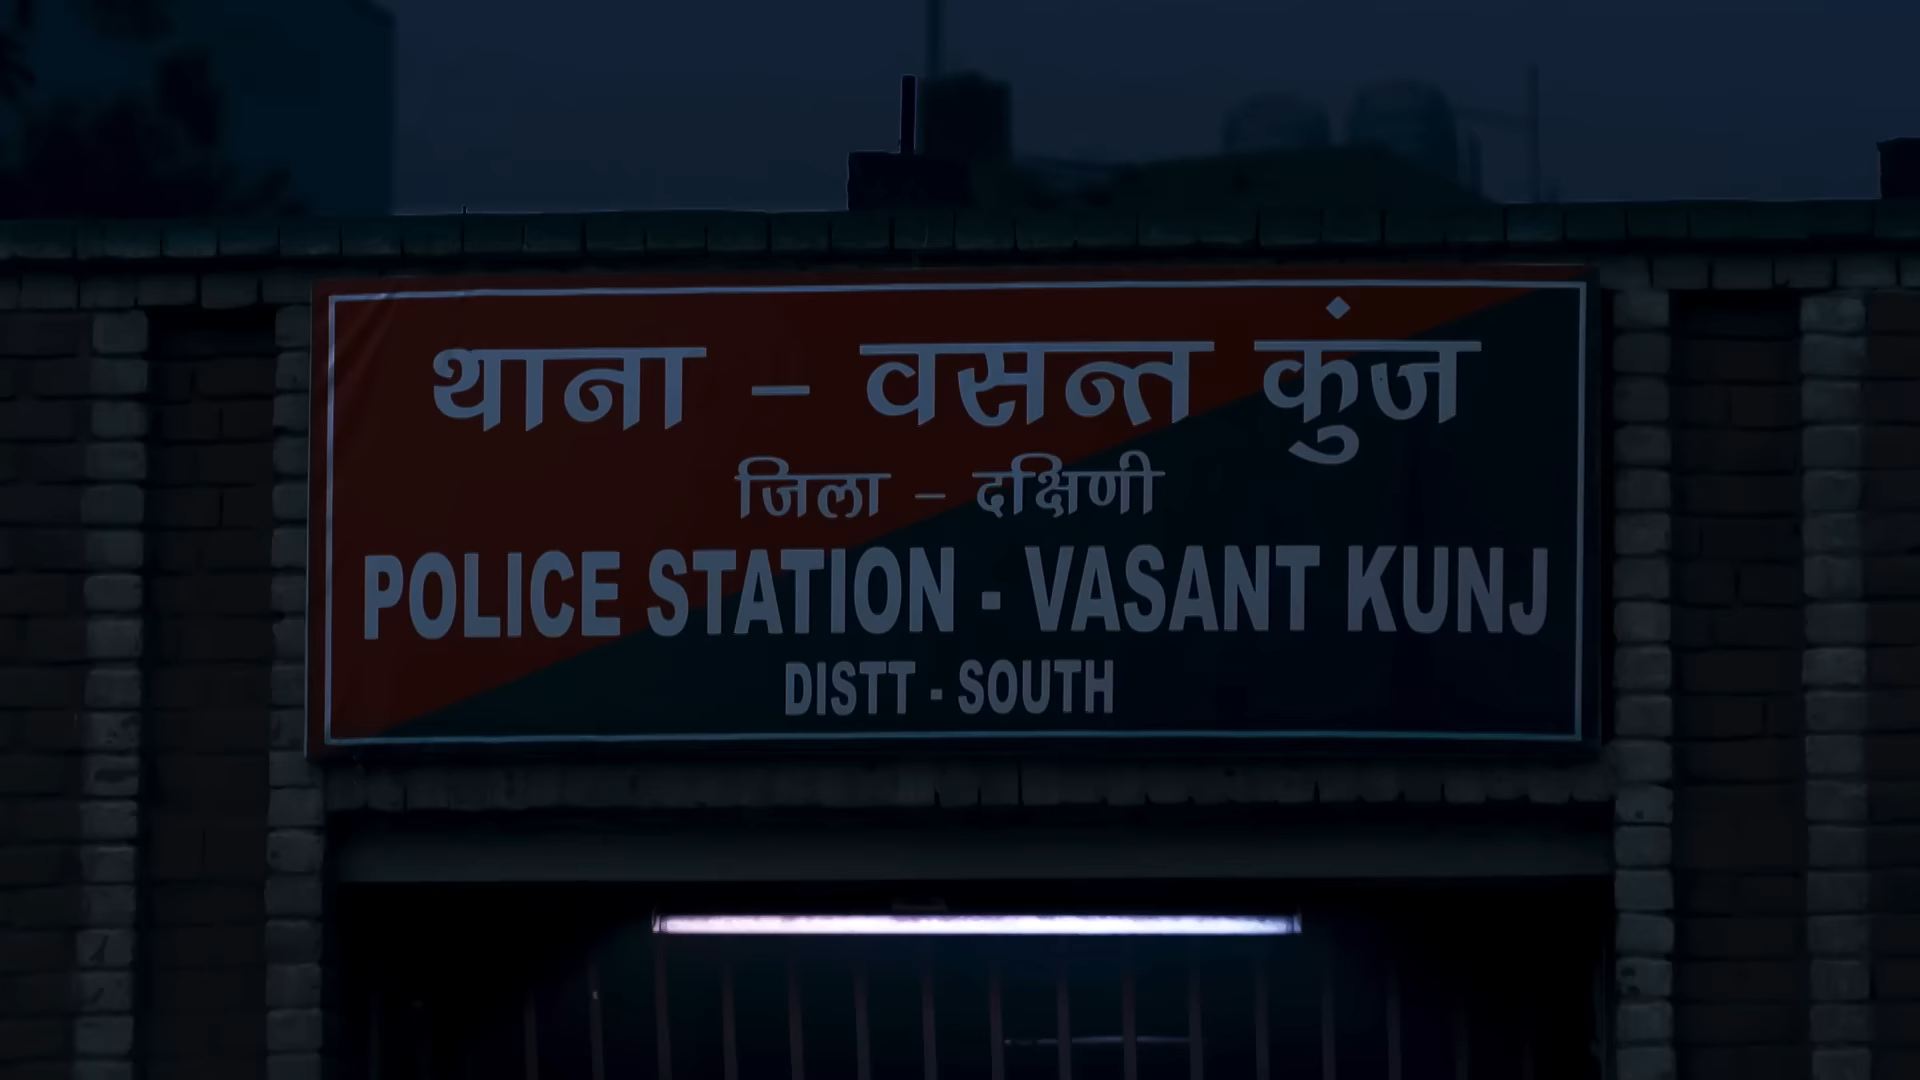 थाना – वसन्त कुंज
जिला – दक्षिणी
POLICE STATION - VASANT KUNJ
DISTT - SOUTH